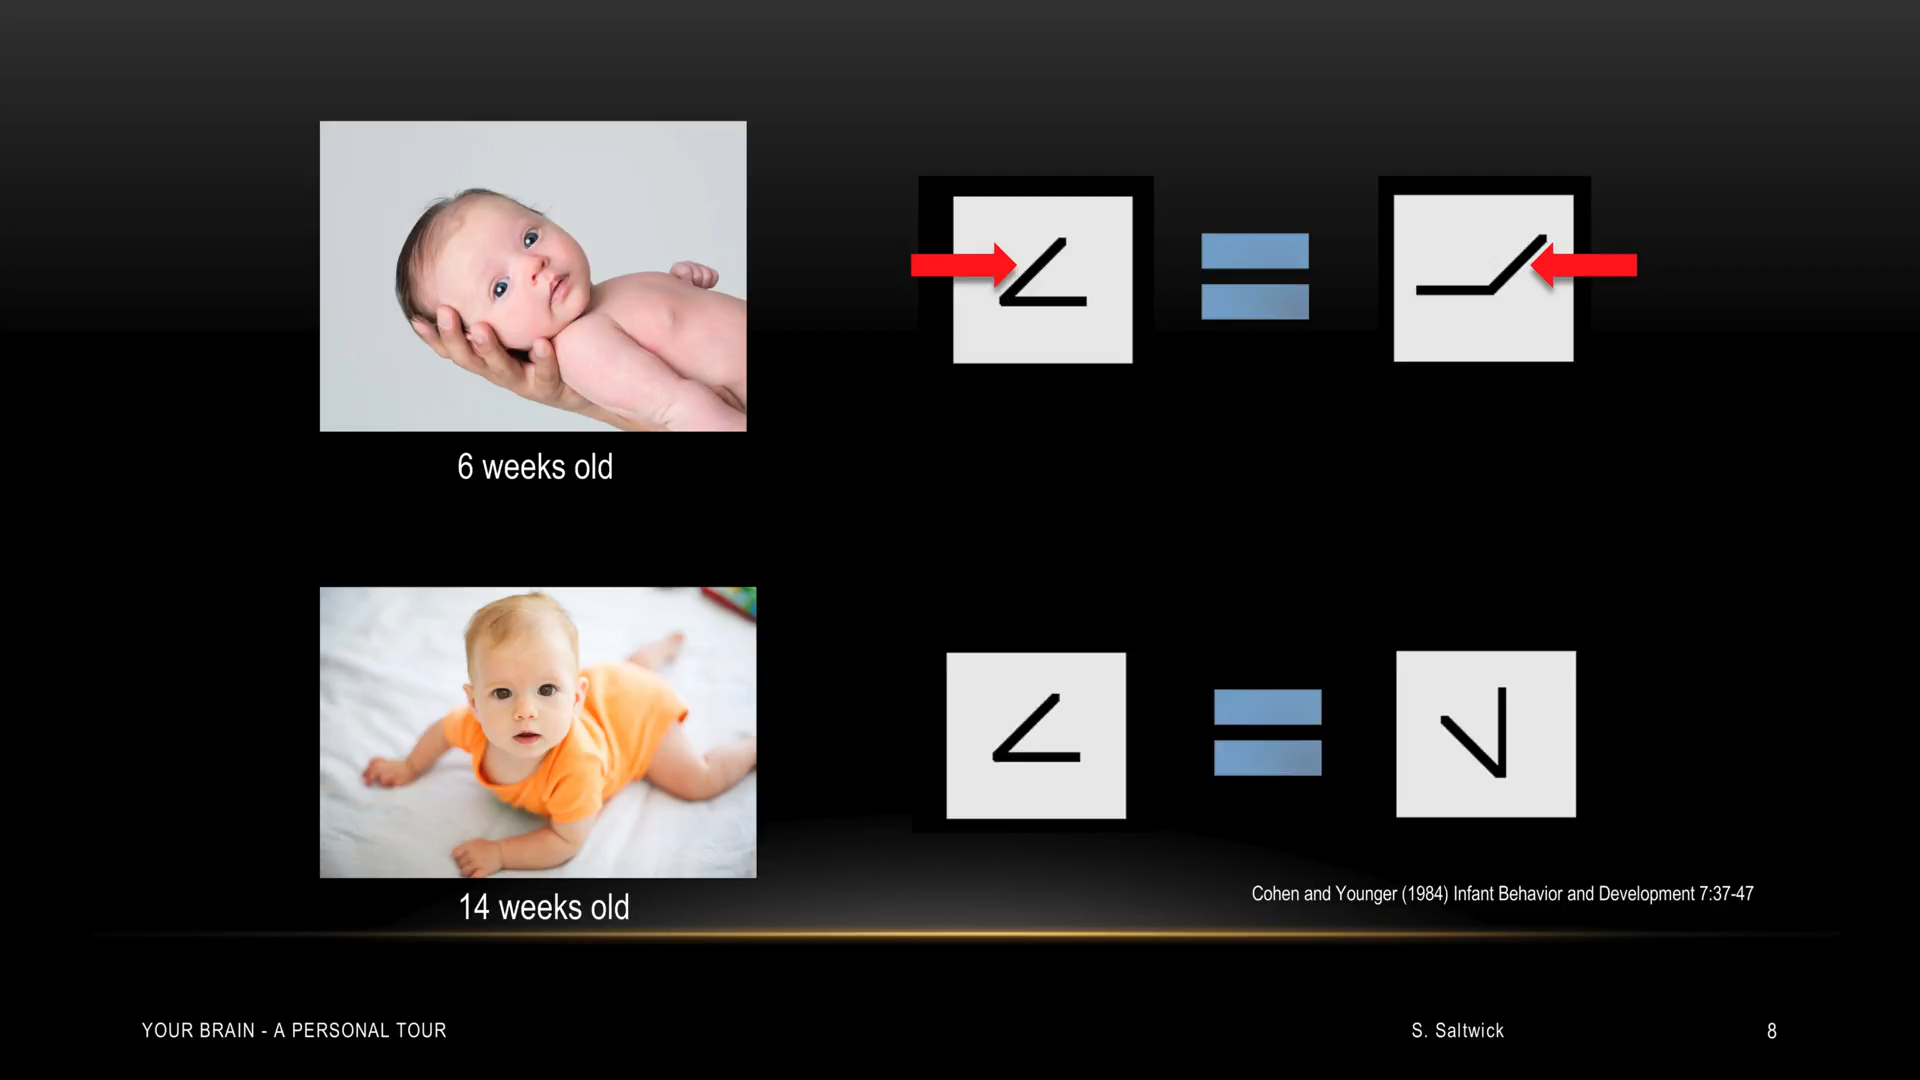 6 weeks old
14 weeks old
Cohen and Younger (1984) Infant Behavior and Development 7:37-47
YOUR BRAIN - A PERSONAL TOUR
S. Saltwick
8